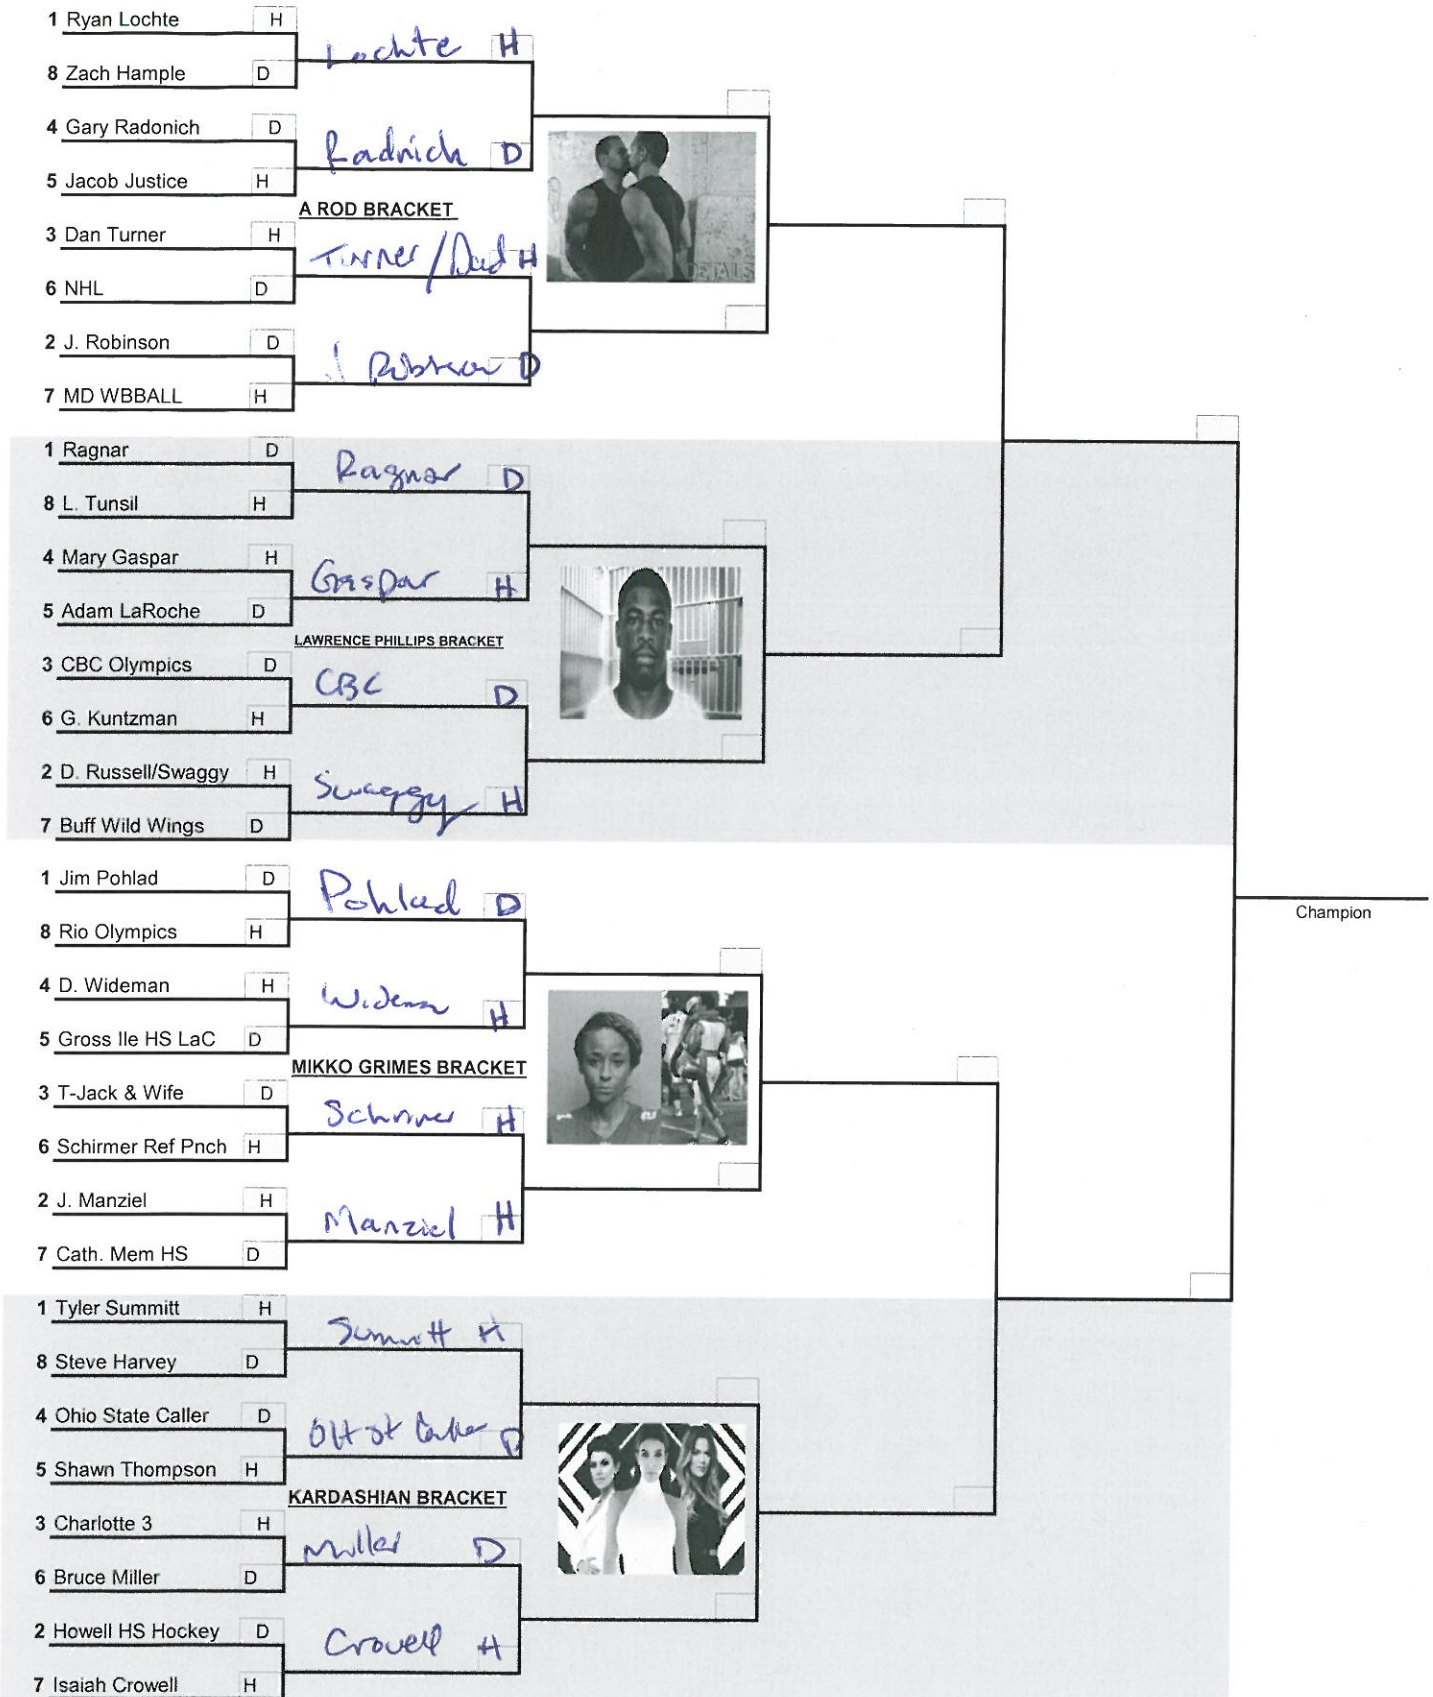 1 Ryan Lochte H
Lochte H
8 Zach Hample D
4 Gary Radonich D
Radnich D
5 Jacob Justice H
A ROD BRACKET
3 Dan Turner H
Turner/Dad H
6 NHL D
2 J. Robinson D
J D
7 MD WBBALL H
DETAILS
1 Ragnar D
Ragnar D
8 L. Tunsil H
4 Mary Gaspar H
Gaspar H
5 Adam LaRoche D
LAWRENCE PHILLIPS BRACKET
3 CBC Olympics D
CBC D
6 G. Kuntzman H
2 D. Russell/Swaggy H
Swaggy H
7 Buff Wild Wings D
1 Jim Pohlad D
Pohlad D
8 Rio Olympics H
Champion
4 D. Wideman H
Wideman H
5 Gross Ile HS LaC D
MIKKO GRIMES BRACKET
3 T-Jack & Wife D
H
6 Schirmer Ref Pnch H
2 J. Manziel H
Manziel H
7 Cath. Mem HS D
1 Tyler Summitt H
Summitt H
8 Steve Harvey D
4 Ohio State Caller D
OH St Caller D
5 Shawn Thompson H
KARDASHIAN BRACKET
3 Charlotte 3 H
Miller D
6 Bruce Miller D
2 Howell HS Hockey D
Crowell H
7 Isaiah Crowell H